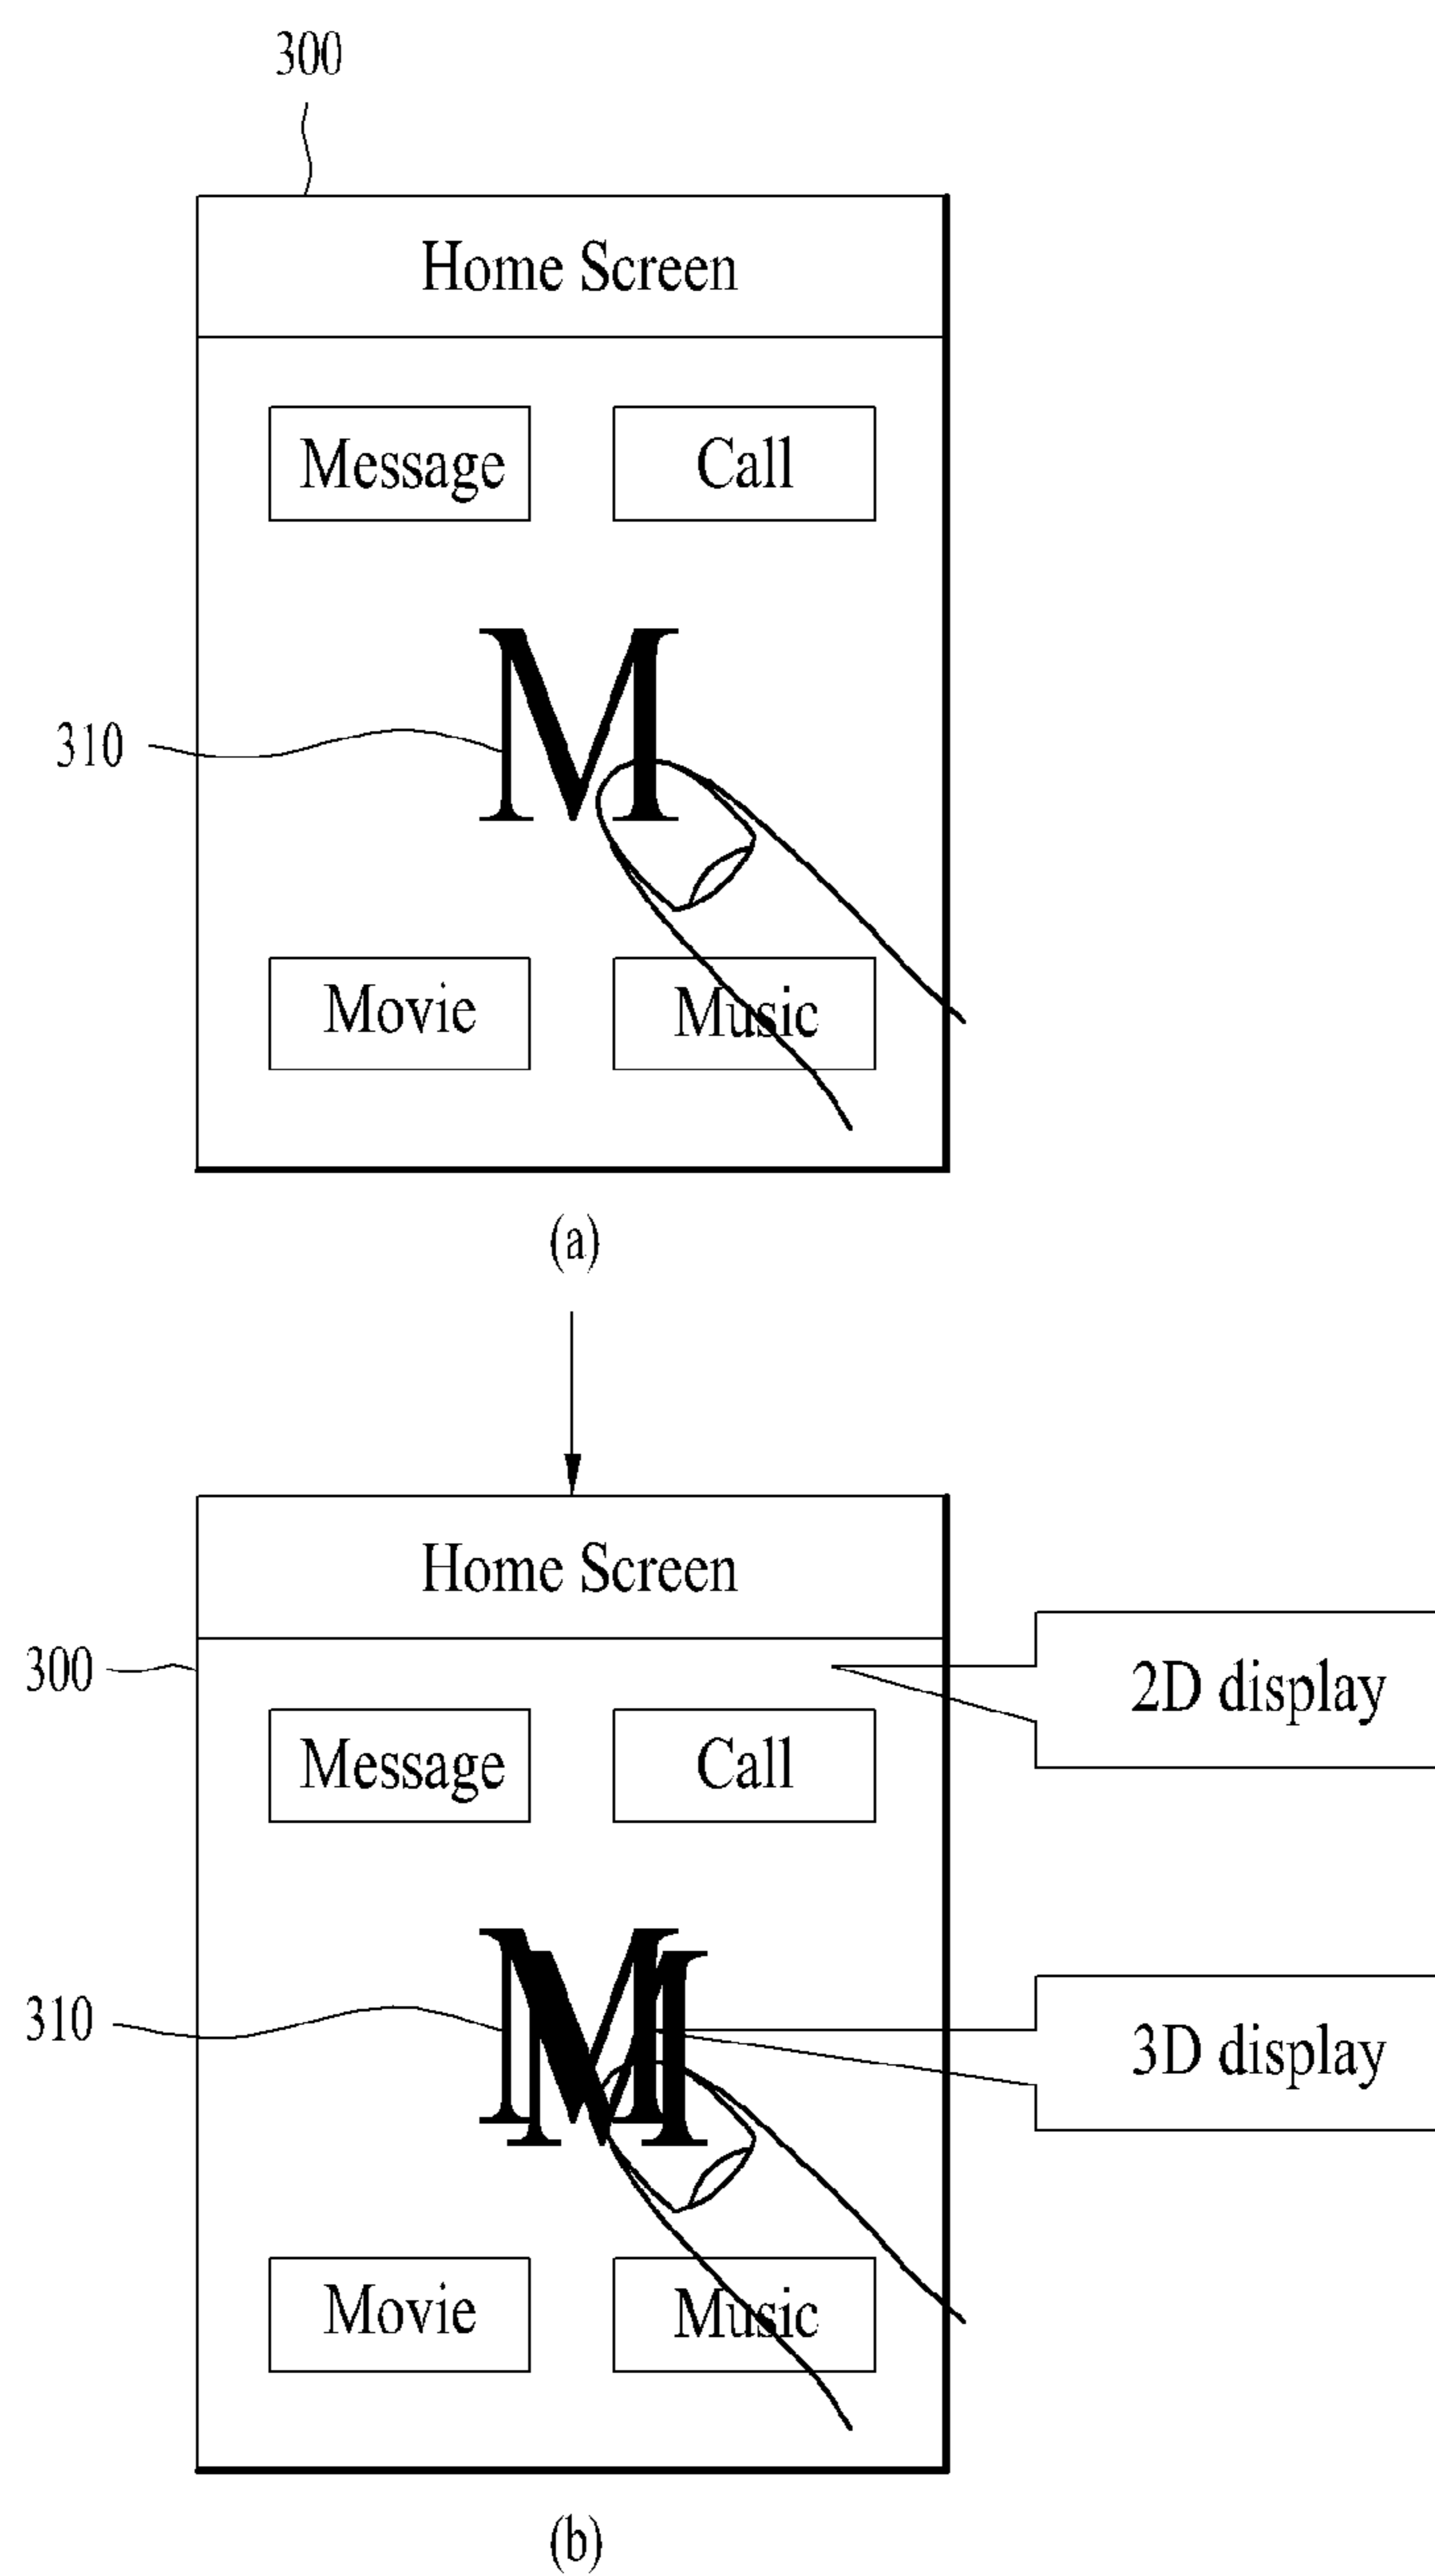 300
Home Screen
Message Call
M
310
Movie Music
(a)
Home Screen
2D display
300
Message Call
M M
310
3D display
Movie Music
(b)